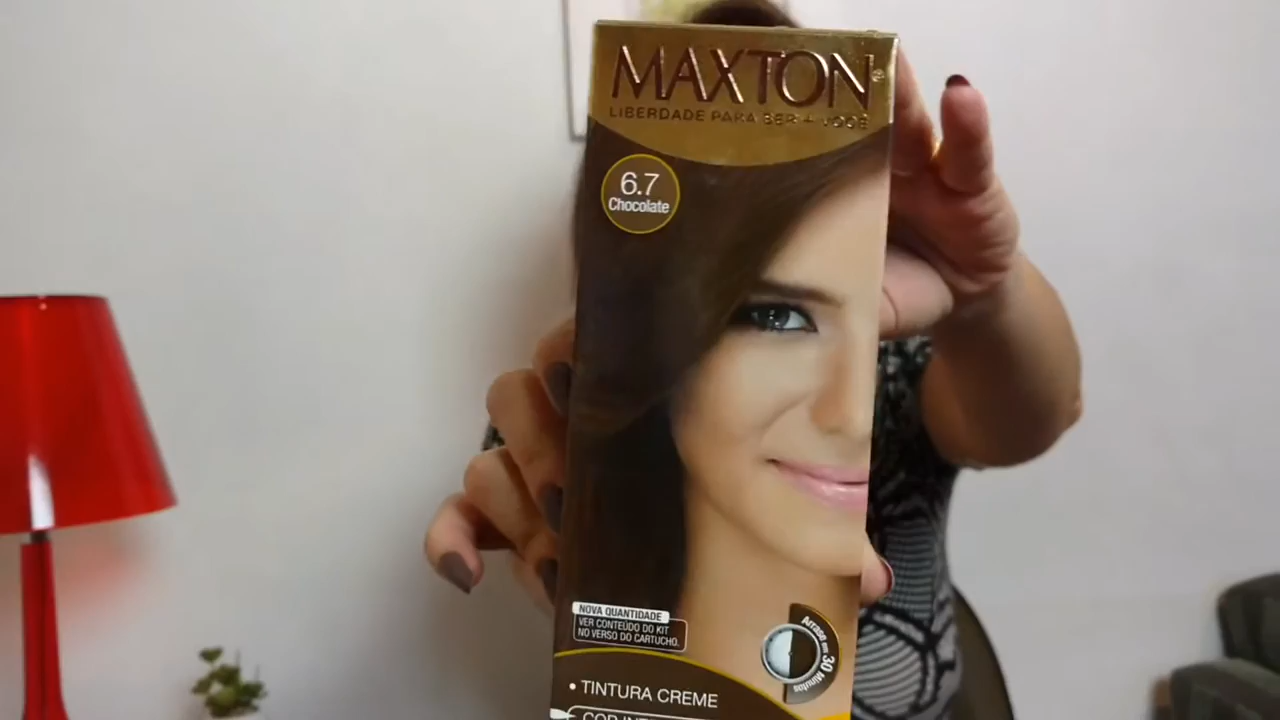 MAXTON®
LIBERDADE PARA SER + VOCÊ
6.7
Chocolate
NOVA QUANTIDADE
VER CONTEÚDO DO KIT
NO VERSO DO CARTUCHO.
Arrase em 30 Minutos
• TINTURA CREME
COR